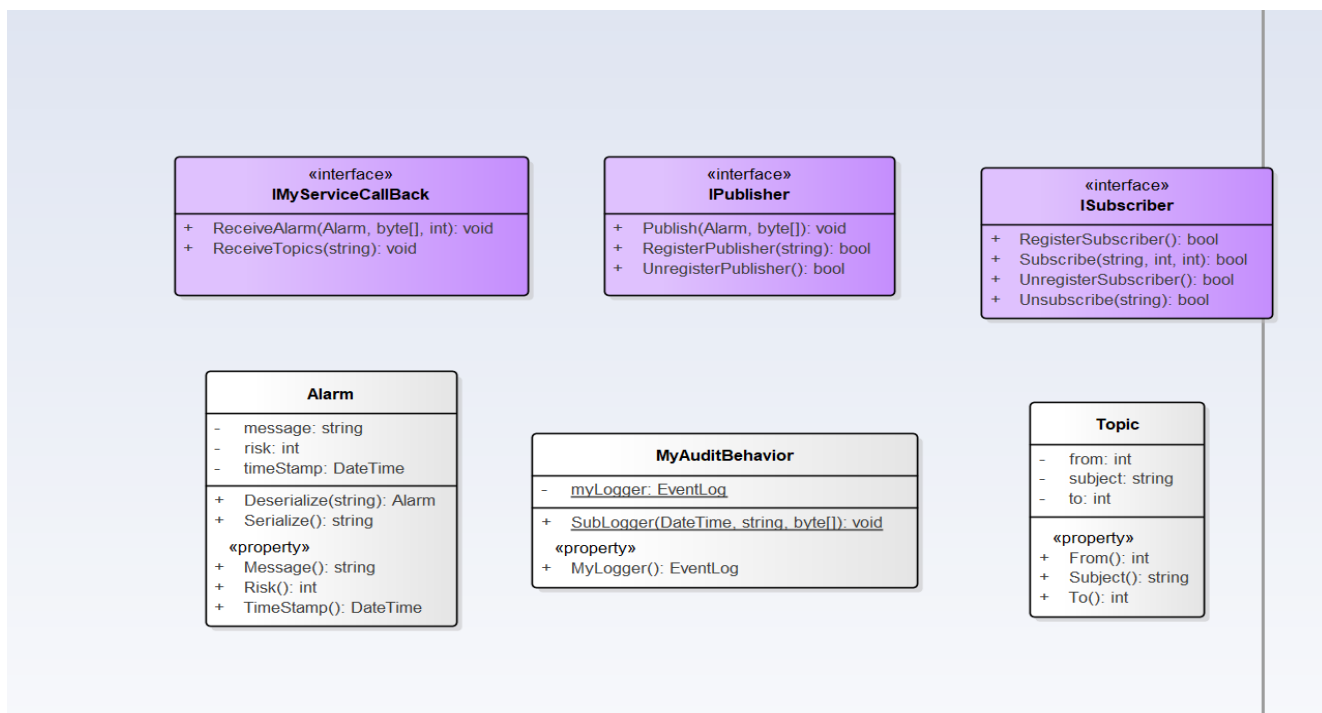 «interface»
IMyServiceCallBack
+ ReceiveAlarm(Alarm, byte[], int): void
+ ReceiveTopics(string): void
«interface»
IPublisher
+ Publish(Alarm, byte[]): void
+ RegisterPublisher(string): bool
+ UnregisterPublisher(): bool
«interface»
ISubscriber
+ RegisterSubscriber(): bool
+ Subscribe(string, int, int): bool
+ UnregisterSubscriber(): bool
+ Unsubscribe(string): bool
Alarm
- message: string
- risk: int
- timeStamp: DateTime
+ Deserialize(string): Alarm
+ Serialize(): string
«property»
+ Message(): string
+ Risk(): int
+ TimeStamp(): DateTime
MyAuditBehavior
- myLogger: EventLog
+ SubLogger(DateTime, string, byte[]): void
«property»
+ MyLogger(): EventLog
Topic
- from: int
- subject: string
- to: int
«property»
+ From(): int
+ Subject(): string
+ To(): int